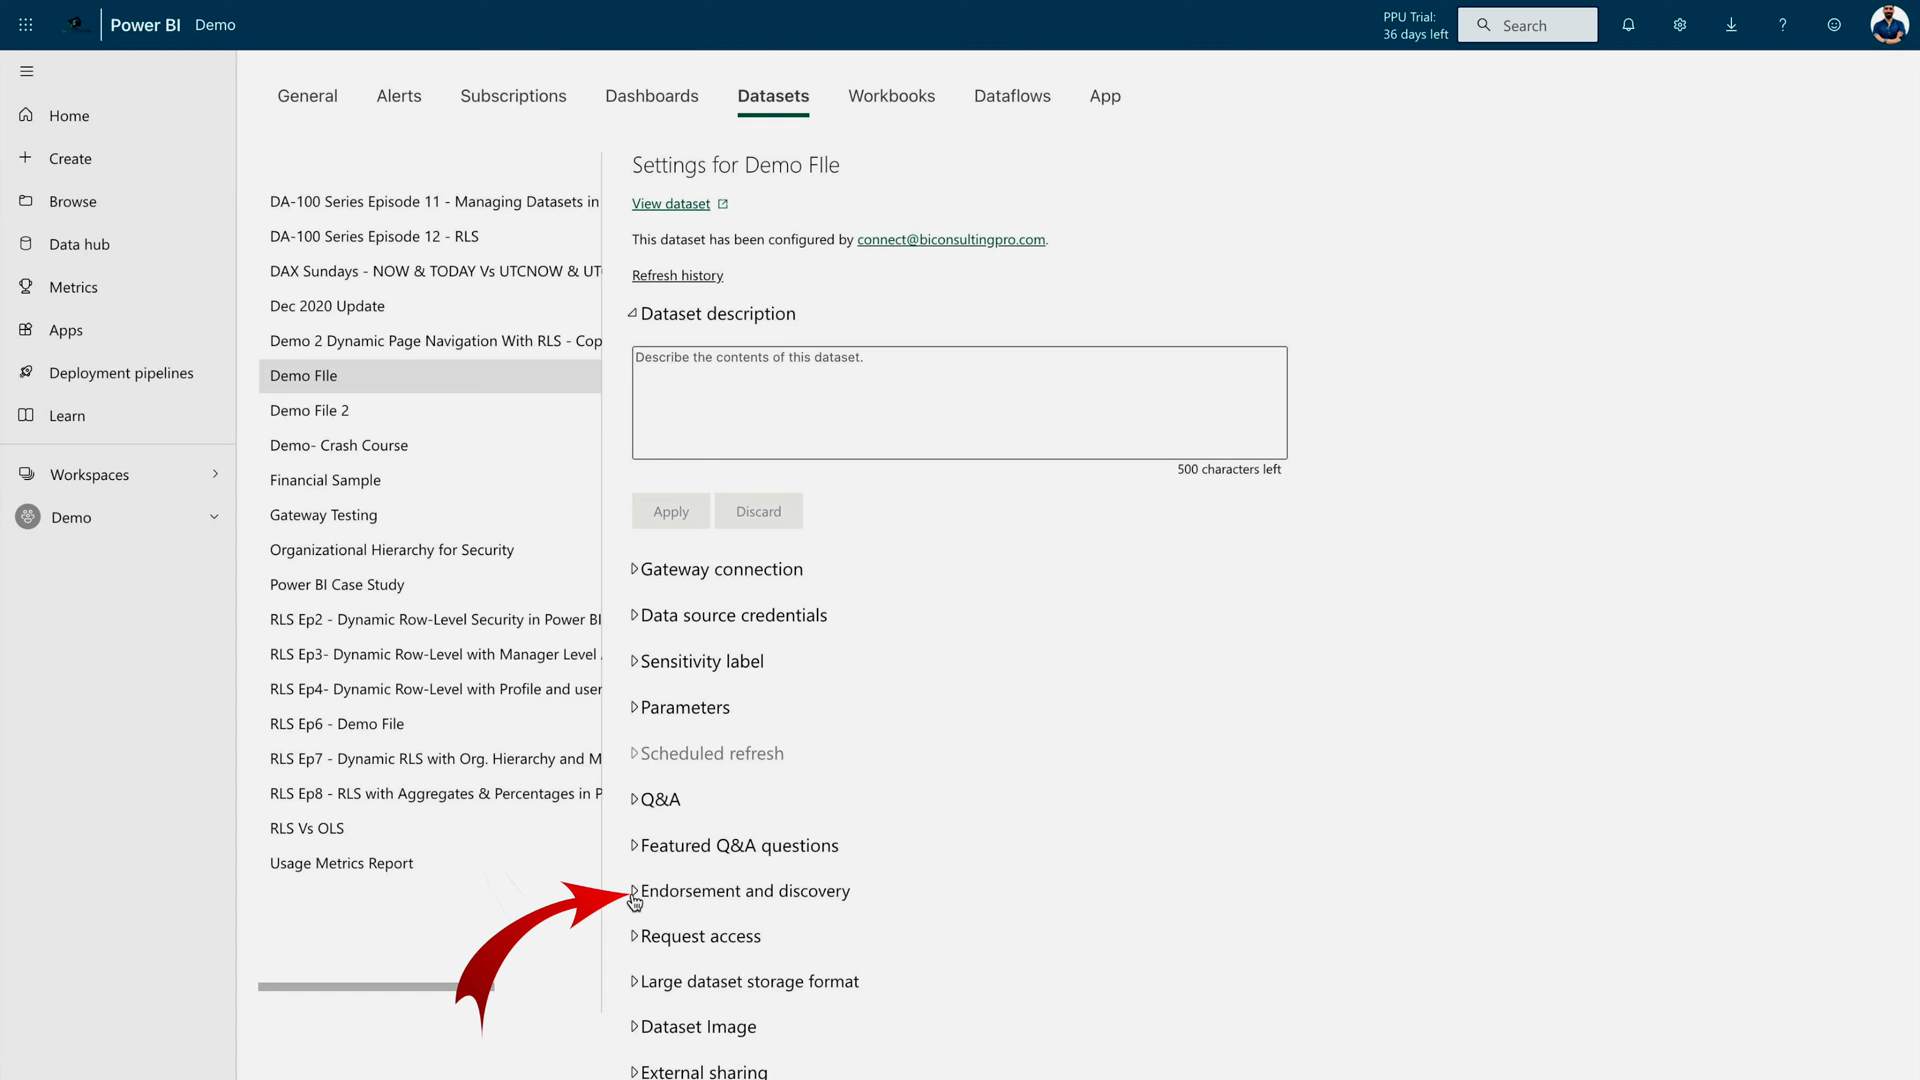 Power BI Demo
PPU Trial:
36 days left
Search
Home
Create
Browse
Data hub
Metrics
Apps
Deployment pipelines
Learn
Workspaces
Demo
General Alerts Subscriptions Dashboards Datasets Workbooks Dataflows App
DA-100 Series Episode 11 - Managing Datasets in
DA-100 Series Episode 12 - RLS
DAX Sundays - NOW & TODAY Vs UTCNOW & UT
Dec 2020 Update
Demo 2 Dynamic Page Navigation With RLS - Cop
Demo FIle
Demo File 2
Demo- Crash Course
Financial Sample
Gateway Testing
Organizational Hierarchy for Security
Power BI Case Study
RLS Ep2 - Dynamic Row-Level Security in Power BI
RLS Ep3- Dynamic Row-Level with Manager Level
RLS Ep4- Dynamic Row-Level with Profile and user
RLS Ep6 - Demo File
RLS Ep7 - Dynamic RLS with Org. Hierarchy and M
RLS Ep8 - RLS with Aggregates & Percentages in P
RLS Vs OLS
Usage Metrics Report
Settings for Demo FIle
View dataset
This dataset has been configured by connect@biconsultingpro.com.
Refresh history
Dataset description
Describe the contents of this dataset.
500 characters left
Apply Discard
Gateway connection
Data source credentials
Sensitivity label
Parameters
Scheduled refresh
Q&A
Featured Q&A questions
Endorsement and discovery
Request access
Large dataset storage format
Dataset Image
External sharing